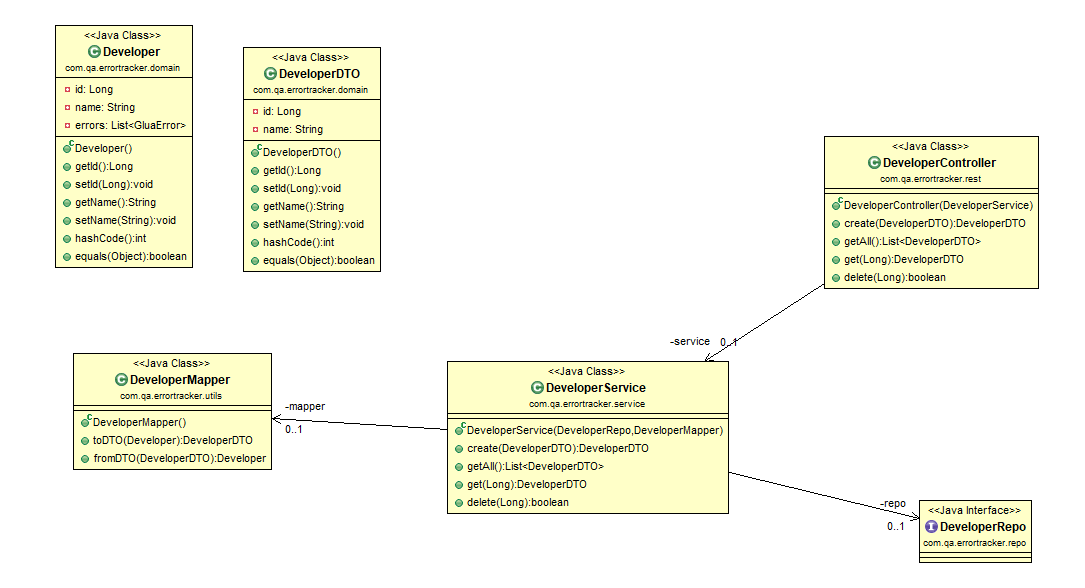 <<Java Class>>
Developer
com.qa.errortracker.domain
id: Long
name: String
errors: List<GluaError>
Developer()
getId():Long
setId(Long):void
getName():String
setName(String):void
hashCode():int
equals(Object):boolean
<<Java Class>>
DeveloperDTO
com.qa.errortracker.domain
id: Long
name: String
DeveloperDTO()
getId():Long
setId(Long):void
getName():String
setName(String):void
hashCode():int
equals(Object):boolean
<<Java Class>>
DeveloperController
com.qa.errortracker.rest
DeveloperController(DeveloperService)
create(DeveloperDTO):DeveloperDTO
getAll():List<DeveloperDTO>
get(Long):DeveloperDTO
delete(Long):boolean
-service 0..1
<<Java Class>>
DeveloperMapper
com.qa.errortracker.utils
DeveloperMapper()
toDTO(Developer):DeveloperDTO
fromDTO(DeveloperDTO):Developer
-mapper
0..1
<<Java Class>>
DeveloperService
com.qa.errortracker.service
DeveloperService(DeveloperRepo,DeveloperMapper)
create(DeveloperDTO):DeveloperDTO
getAll():List<DeveloperDTO>
get(Long):DeveloperDTO
delete(Long):boolean
-repo
0..1
<<Java Interface>>
DeveloperRepo
com.qa.errortracker.repo